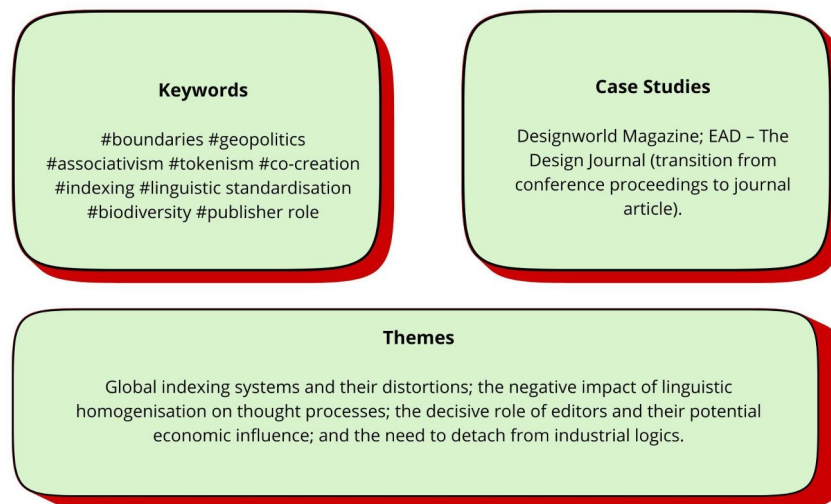 Keywords
#boundaries #geopolitics
#associativism #tokenism #co-creation
#indexing #linguistic standardisation
#biodiversity #publisher role
Case Studies
Designworld Magazine; EAD – The
Design Journal (transition from
conference proceedings to journal
article).
Themes
Global indexing systems and their distortions; the negative impact of linguistic
homogenisation on thought processes; the decisive role of editors and their potential
economic influence; and the need to detach from industrial logics.